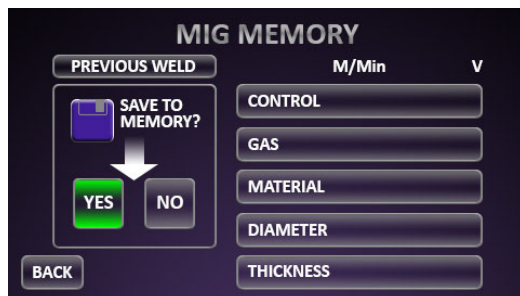 MIG MEMORY
PREVIOUS WELD
M/Min V
SAVE TO
MEMORY?
YES NO
CONTROL
GAS
MATERIAL
DIAMETER
THICKNESS
BACK